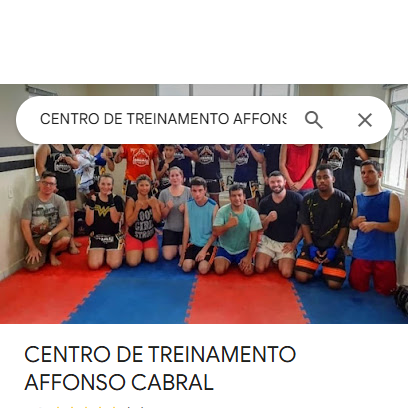 CENTRO DE TREINAMENTO AFFONS
CENTRO DE TREINAMENTO
AFFONSO CABRAL